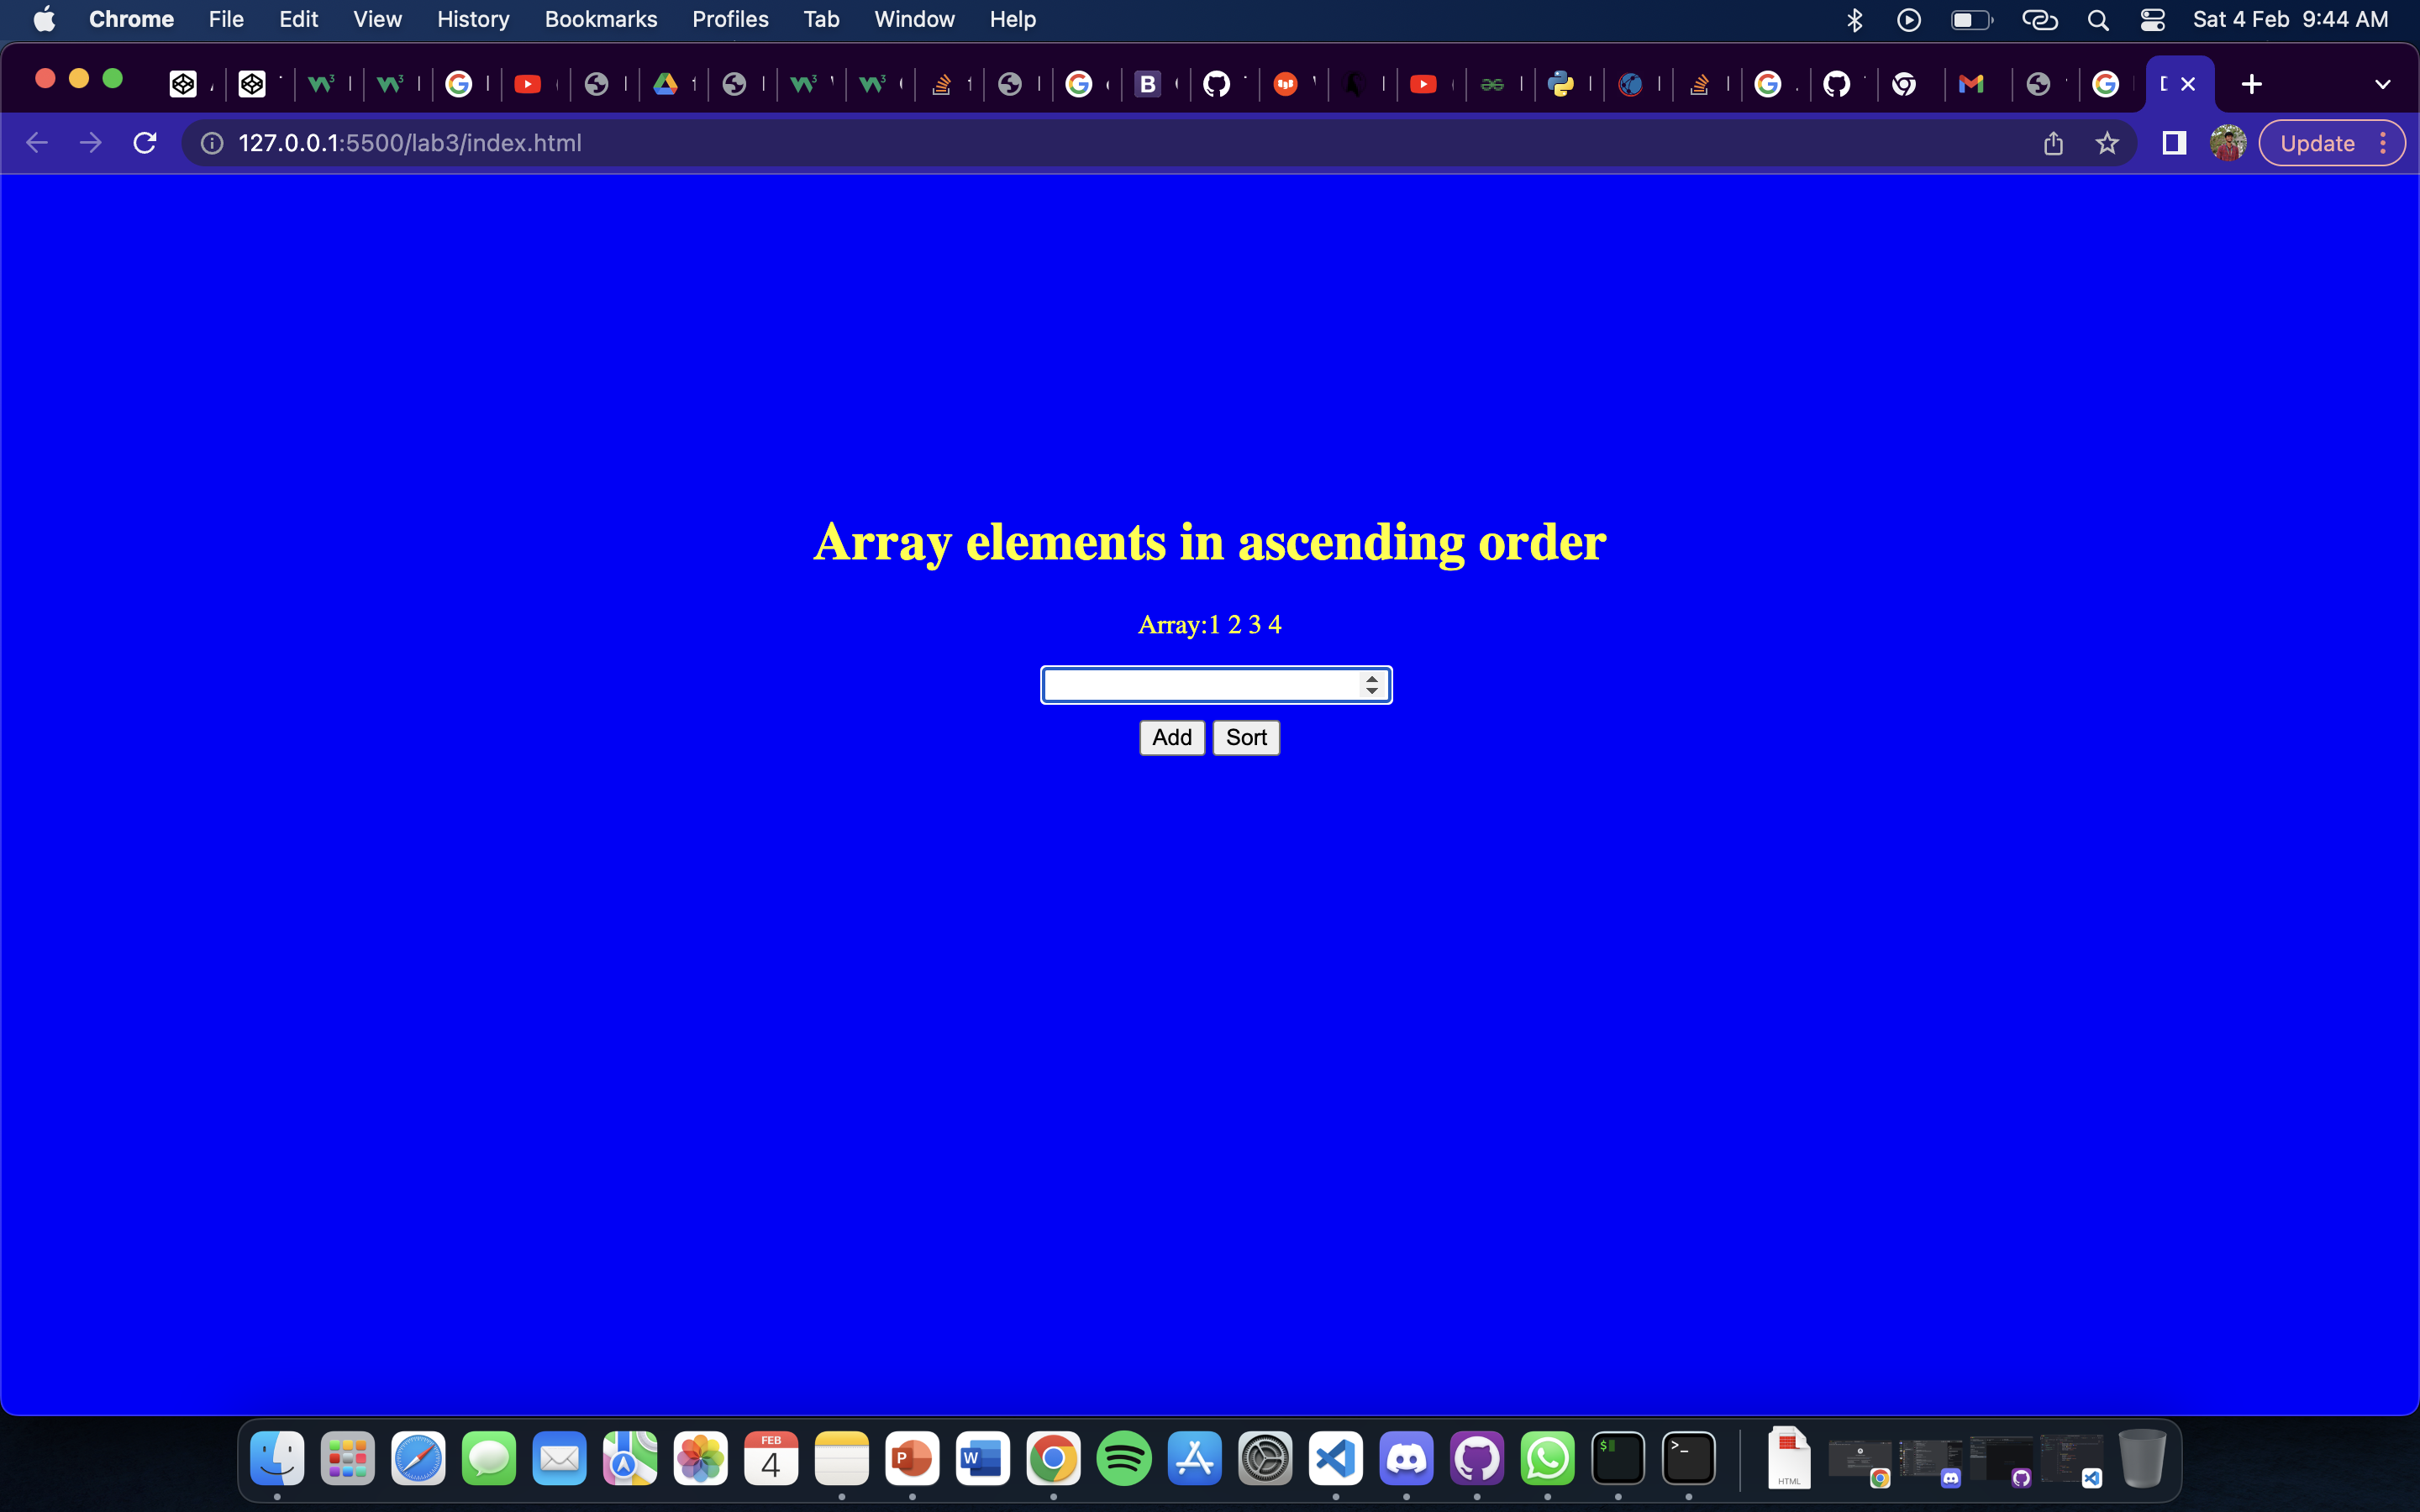 Chrome File Edit View History Bookmarks Profiles Tab Window Help Sat 4 Feb 9:44 AM
127.0.0.1:5500/lab3/index.html Update
Array elements in ascending order
Array:1 2 3 4
Add Sort
FEB
4
HTML